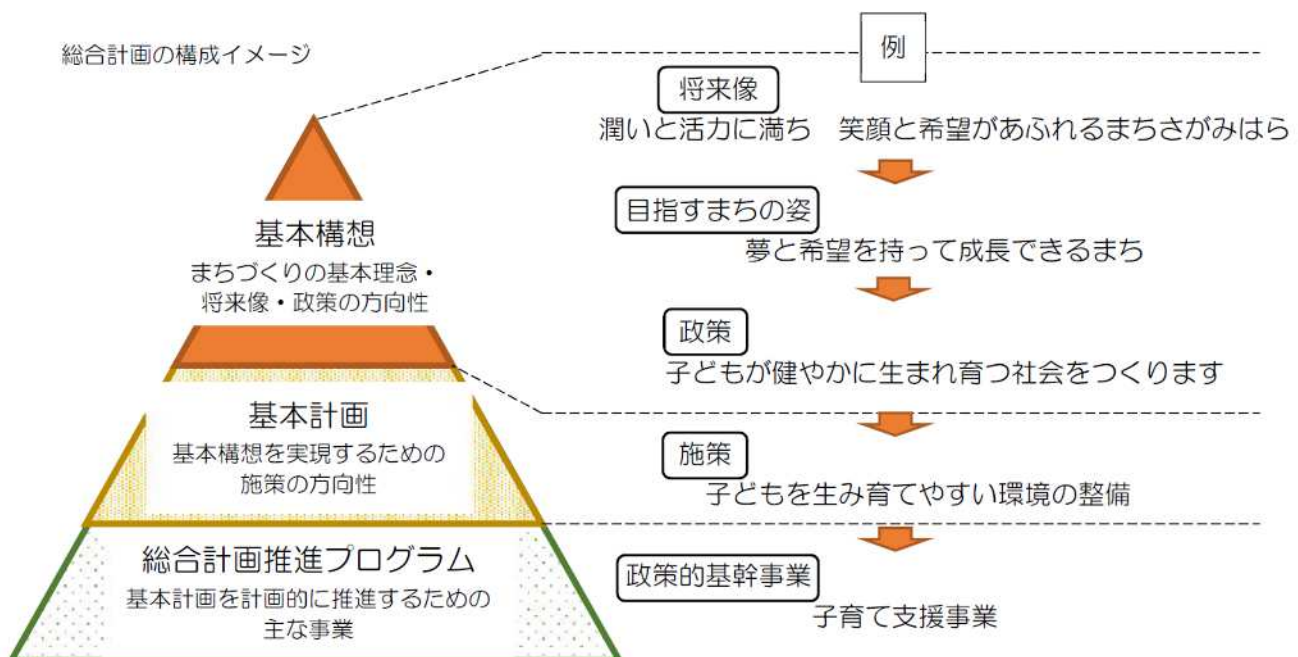 総合計画の構成イメージ
基本構想
まちづくりの基本理念・
将来像・政策の方向性
基本計画
基本構想を実現するための
施策の方向性
総合計画推進プログラム
基本計画を計画的に推進するための
主な事業
例
将来像
潤いと活力に満ち　笑顔と希望があふれるまちさがみはら
目指すまちの姿
夢と希望を持って成長できるまち
政策
子どもが健やかに生まれ育つ社会をつくります
施策
子どもを生み育てやすい環境の整備
政策的基幹事業
子育て支援事業